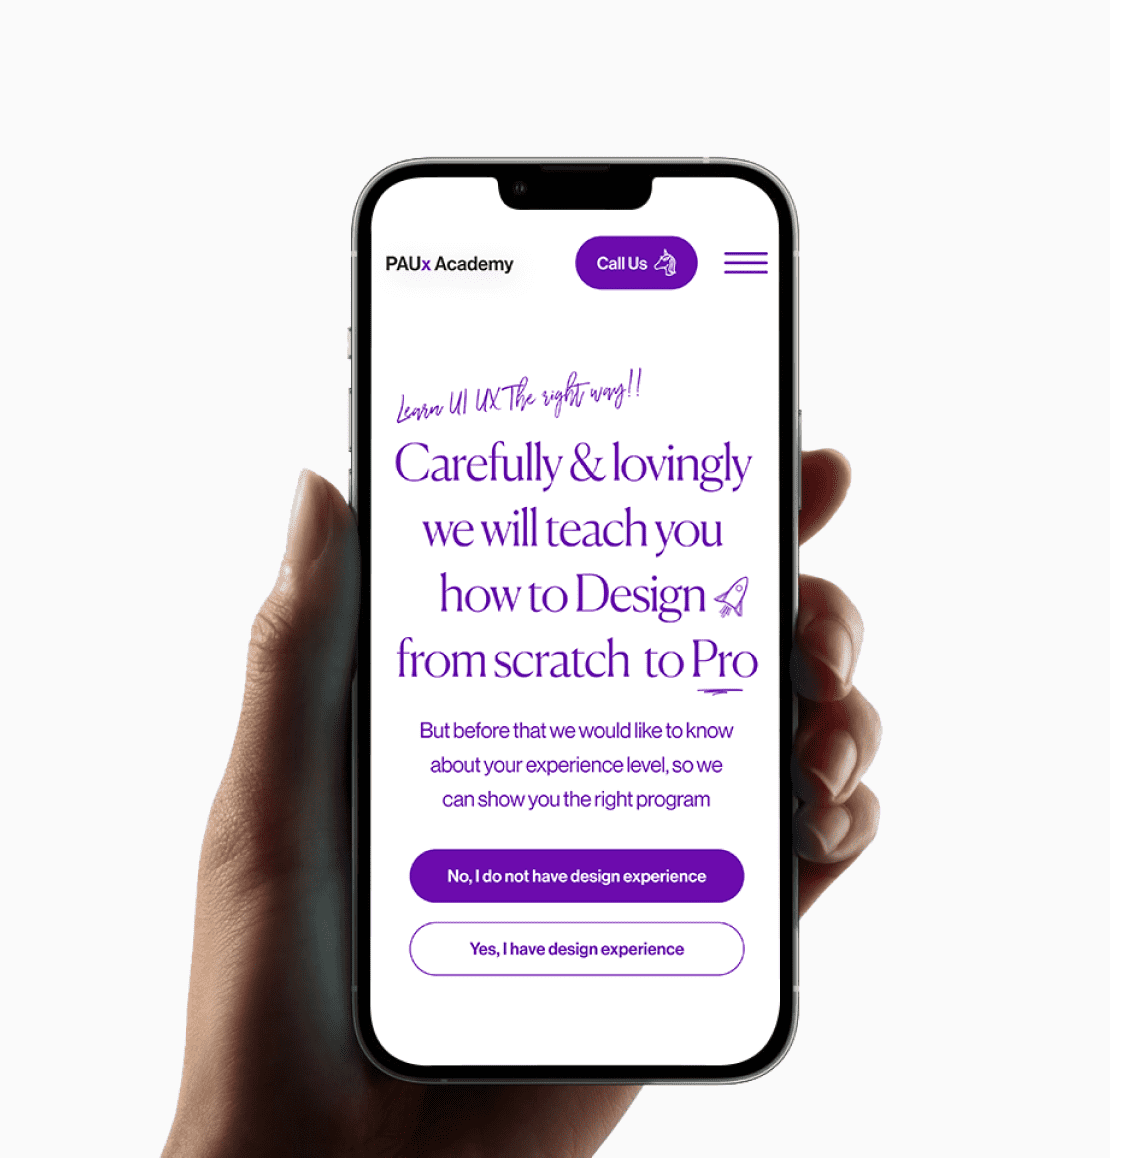 PAUx Academy
Call Us
Learn UI UX The right way!!
Carefully & lovingly
we will teach you
how to Design
from scratch to Pro
But before that we would like to know
about your experience level, so we
can show you the right program
No, I do not have design experience
Yes, I have design experience